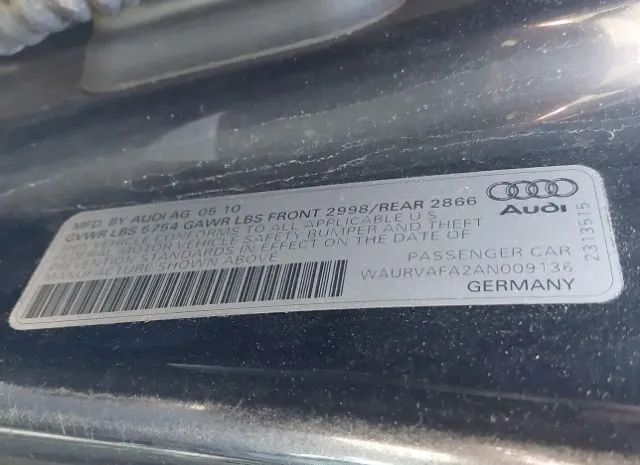 MFD. BY AUDI AG 05 10
GVWR LBS 5754 GAWR LBS FRONT 2998/REAR 2866
THIS VEHICLE CONFORMS TO ALL APPLICABLE U S
FEDERAL MOTOR VEHICLE SAFETY, BUMPER AND THEFT
PREVENTION STANDARDS IN EFFECT ON THE DATE OF
MANUFACTURE SHOWN ABOVE
Audi
PASSENGER CAR
WAURVAFA2AN009136
GERMANY
2313515